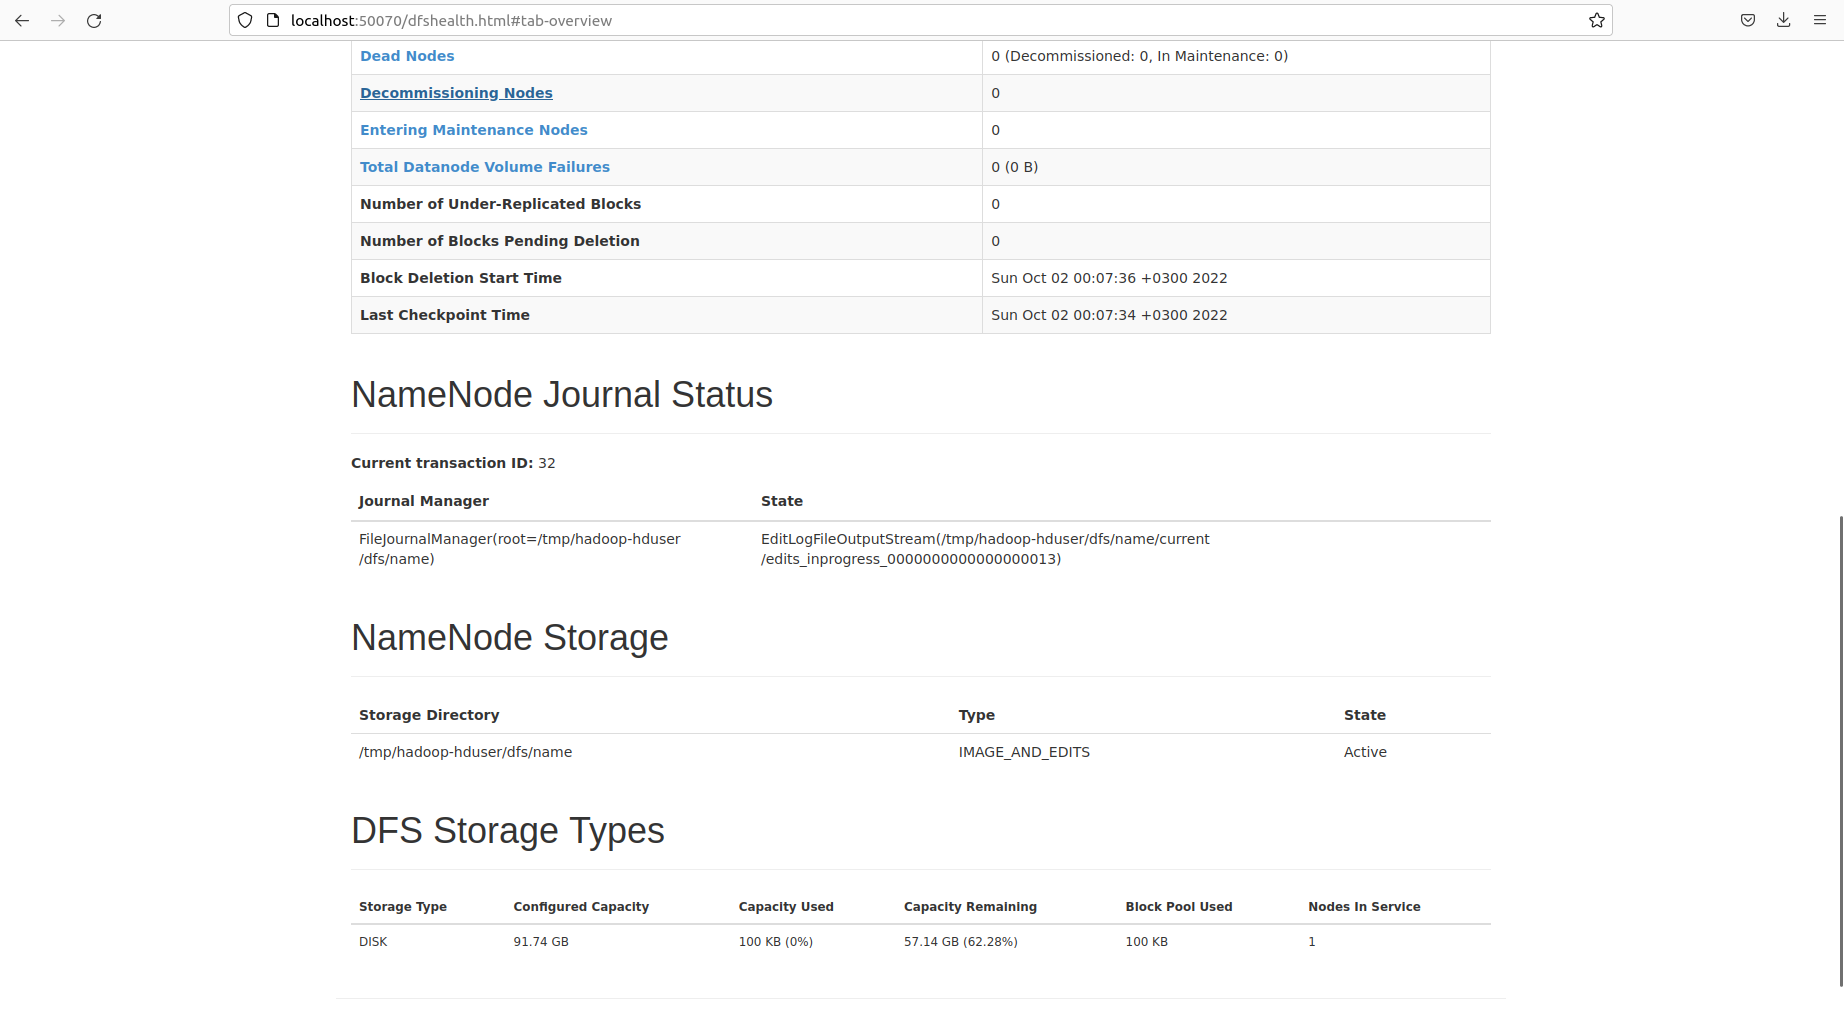 localhost:50070/dfshealth.html#tab-overview
Dead Nodes 0 (Decommissioned: 0, In Maintenance: 0)
Decommissioning Nodes 0
Entering Maintenance Nodes 0
Total Datanode Volume Failures 0 (0 B)
Number of Under-Replicated Blocks 0
Number of Blocks Pending Deletion 0
Block Deletion Start Time Sun Oct 02 00:07:36 +0300 2022
Last Checkpoint Time Sun Oct 02 00:07:34 +0300 2022
NameNode Journal Status
Current transaction ID: 32
Journal Manager State
FileJournalManager(root=/tmp/hadoop-hduser EditLogFileOutputStream(/tmp/hadoop-hduser/dfs/name/current
/dfs/name) /edits_inprogress_0000000000000000013)
NameNode Storage
Storage Directory Type State
/tmp/hadoop-hduser/dfs/name IMAGE_AND_EDITS Active
DFS Storage Types
Storage Type Configured Capacity Capacity Used Capacity Remaining Block Pool Used Nodes In Service
DISK 91.74 GB 100 KB (0%) 57.14 GB (62.28%) 100 KB 1